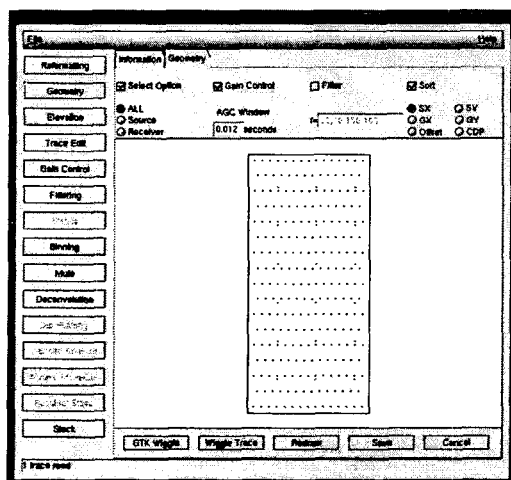 File Help
Reformatting
Geometry
Elevation
Trace Edit
Gain Control
Filtering
Binning
Mute
Deconvolution
Stack
Information Geometry
Select Option Gain Control Filter Sort
ALL
Source
Receiver
AGC Window
0.012 seconds
f=
SX SY
GX GY
Offset CDP
GTK Wiggle Wiggle Trace Redraw Save Cancel
1 trace read